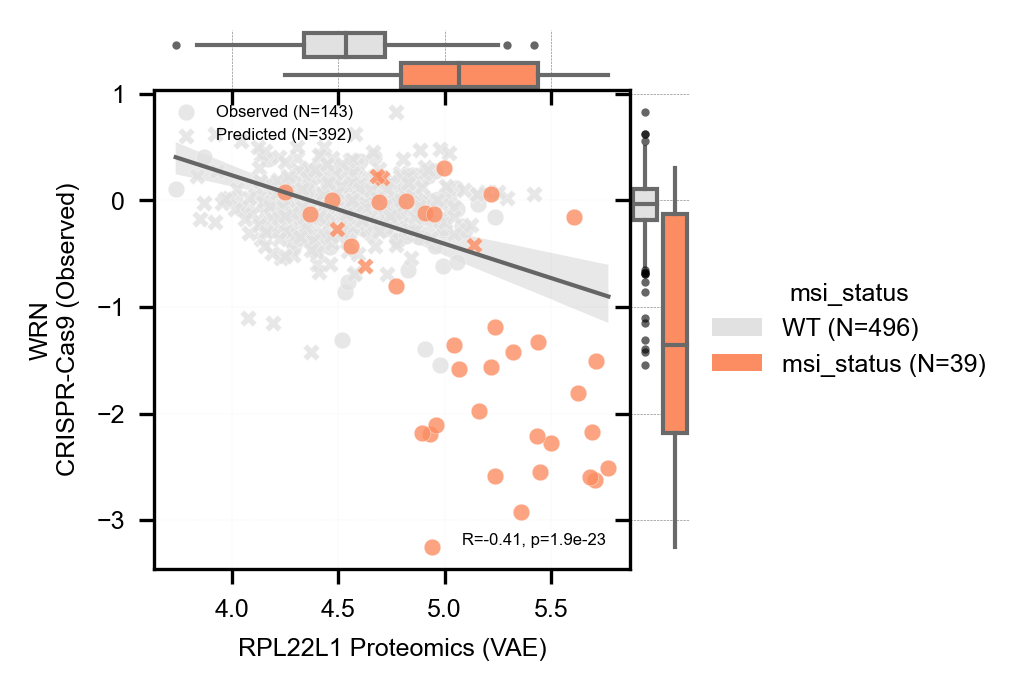 Observed (N=143)
Predicted (N=392)
1
0
−1
−2
−3
WRN
CRISPR-Cas9 (Observed)
R=-0.41, p=1.9e-23
4.0
4.5
5.0
5.5
RPL22L1 Proteomics (VAE)
msi_status
WT (N=496)
msi_status (N=39)